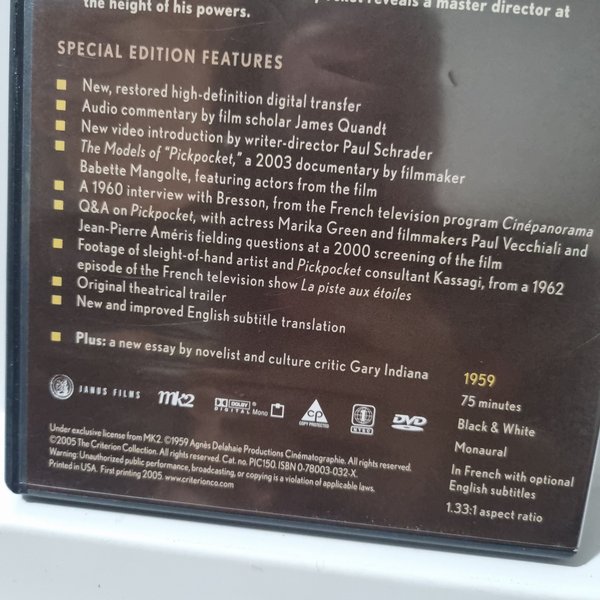 reveals a master director at
the height of his powers.
SPECIAL EDITION FEATURES
New, restored high-definition digital transfer
Audio commentary by film scholar James Quandt
New video introduction by writer-director Paul Schrader
The Models of "Pickpocket," a 2003 documentary by filmmaker
Babette Mangolte, featuring actors from the film
A 1960 interview with Bresson, from the French television program Cinépanorama
Q&A on Pickpocket, with actress Marika Green and filmmakers Paul Vecchiali and
Jean-Pierre Améris fielding questions at a 2000 screening of the film
Footage of sleight-of-hand artist and Pickpocket consultant Kassagi, from a 1962
episode of the French television show La piste aux étoiles
Original theatrical trailer
New and improved English subtitle translation
Plus: a new essay by novelist and culture critic Gary Indiana
JANUS FILMS
mk2
DOLBY
DIGITAL Mono
CP
COPY PROTECTED
NTSC
DVD
Under exclusive license from MK2. ©1959 Agnès Delahaie Productions Cinématographie. All rights reserved.
©2005 The Criterion Collection. All rights reserved. Cat. no. PIC150. ISBN 0-78003-032-X.
Warning: Unauthorized public performance, broadcasting, or copying is a violation of applicable laws.
Printed in USA. First printing 2005. www.criterionco.com
1959
75 minutes
Black & White
Monaural
In French with optional
English subtitles
1.33:1 aspect ratio